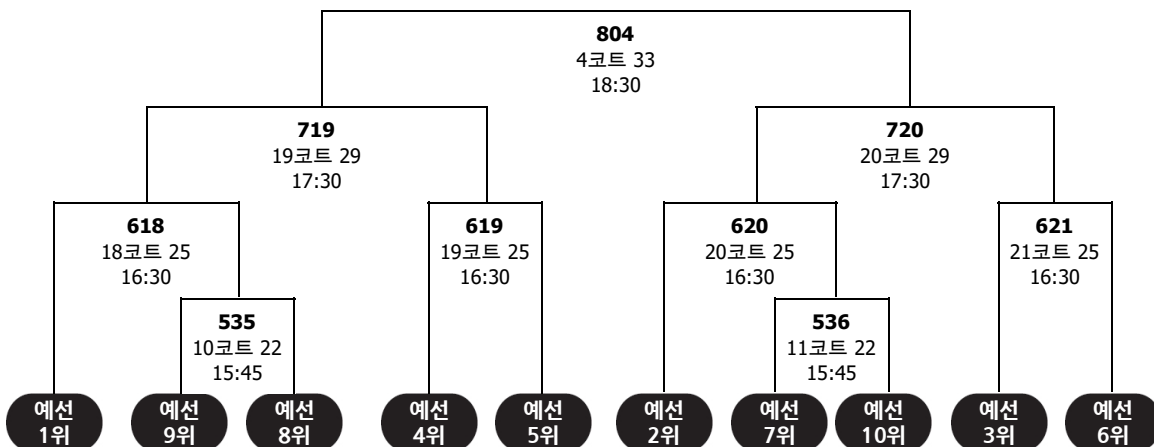 804
4코트 33
18:30
719
19코트 29
17:30
720
20코트 29
17:30
618
18코트 25
16:30
619
19코트 25
16:30
620
20코트 25
16:30
621
21코트 25
16:30
535
10코트 22
15:45
536
11코트 22
15:45
예선
1위
예선
9위
예선
8위
예선
4위
예선
5위
예선
2위
예선
7위
예선
10위
예선
3위
예선
6위